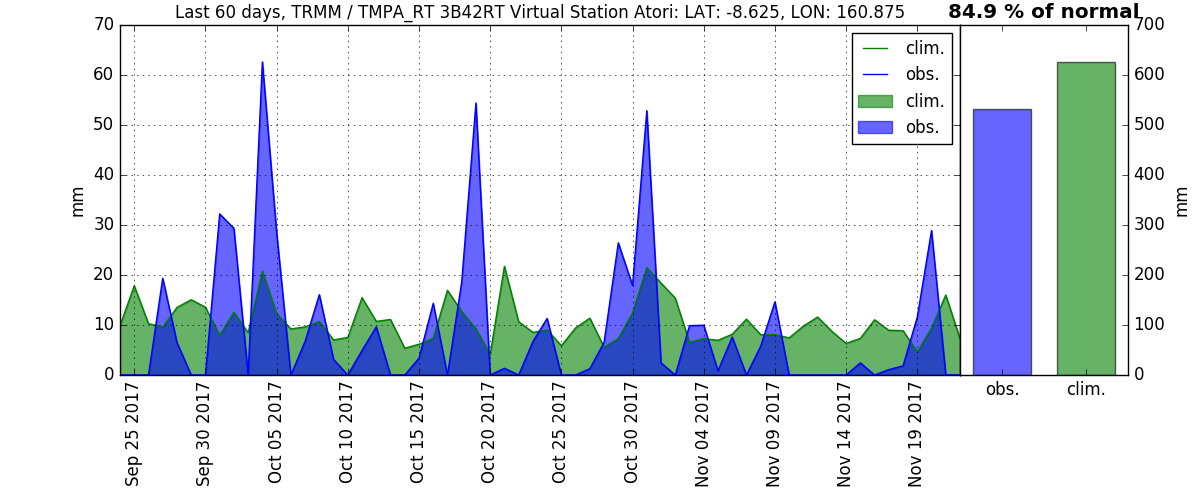 Last 60 days, TRMM / TMPA_RT 3B42RT Virtual Station Atori: LAT: -8.625, LON: 160.875
84.9 % of normal
70
60
50
40
30
20
10
0
mm
clim.
obs.
clim.
obs.
700
600
500
400
300
200
100
0
mm
obs.
clim.
Sep 25 2017
Sep 30 2017
Oct 05 2017
Oct 10 2017
Oct 15 2017
Oct 20 2017
Oct 25 2017
Oct 30 2017
Nov 04 2017
Nov 09 2017
Nov 14 2017
Nov 19 2017